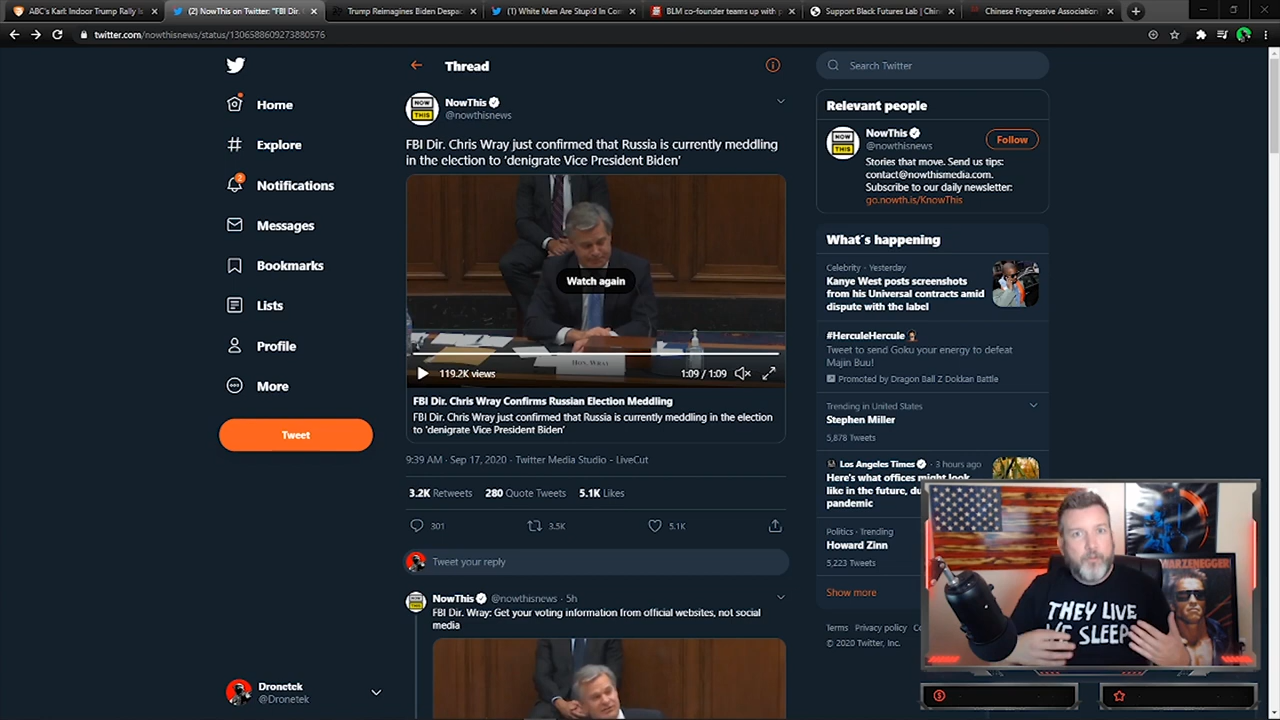 ABC's Karl: Indoor Trump Rally Is
(2) NowThis on Twitter: "FBI Dir. C
Trump Reimagines Biden Despac
(1) White Men Are Stup!d In Com
BLM co-founder teams up with p
Support Black Futures Lab | Chin
Chinese Progressive Association
twitter.com/nowthisnews/status/1306588609273880576
Thread
Search Twitter
Home
Explore
2
Notifications
Messages
Bookmarks
Lists
Profile
More
Tweet
NOW
THIS
NowThis
@nowthisnews
FBI Dir. Chris Wray just confirmed that Russia is currently meddling
in the election to 'denigrate Vice President Biden'
Watch again
HON. WRAY
119.2K views
1:09 / 1:09
FBI Dir. Chris Wray Confirms Russian Election Meddling
FBI Dir. Chris Wray just confirmed that Russia is currently meddling in the election
to 'denigrate Vice President Biden'
9:39 AM · Sep 17, 2020 · Twitter Media Studio - LiveCut
3.2K Retweets 280 Quote Tweets 5.1K Likes
301 3.5K 5.1K
Tweet your reply
NOW
THIS
NowThis @nowthisnews · 5h
FBI Dir. Wray: Get your voting information from official websites, not social
media
Dronetek
@Dronetek
Relevant people
NOW
THIS
NowThis
@nowthisnews
Follow
Stories that move. Send us tips:
contact@nowthismedia.com.
Subscribe to our daily newsletter:
go.nowth.is/KnowThis
What's happening
Celebrity · Yesterday
Kanye West posts screenshots
from his Universal contracts amid
dispute with the label
#HerculeHercule
Tweet to send Goku your energy to defeat
Majin Buu!
Promoted by Dragon Ball Z Dokkan Battle
Trending in United States
Stephen Miller
5,878 Tweets
Los Angeles Times · 3 hours ago
Here's what offices might look
like in the future, du
pandemic
Politics · Trending
Howard Zinn
5,223 Tweets
Show more
Terms Privacy policy Co
© 2020 Twitter, Inc.
WARZENEGGER
THEY LIVE
WE SLEEP